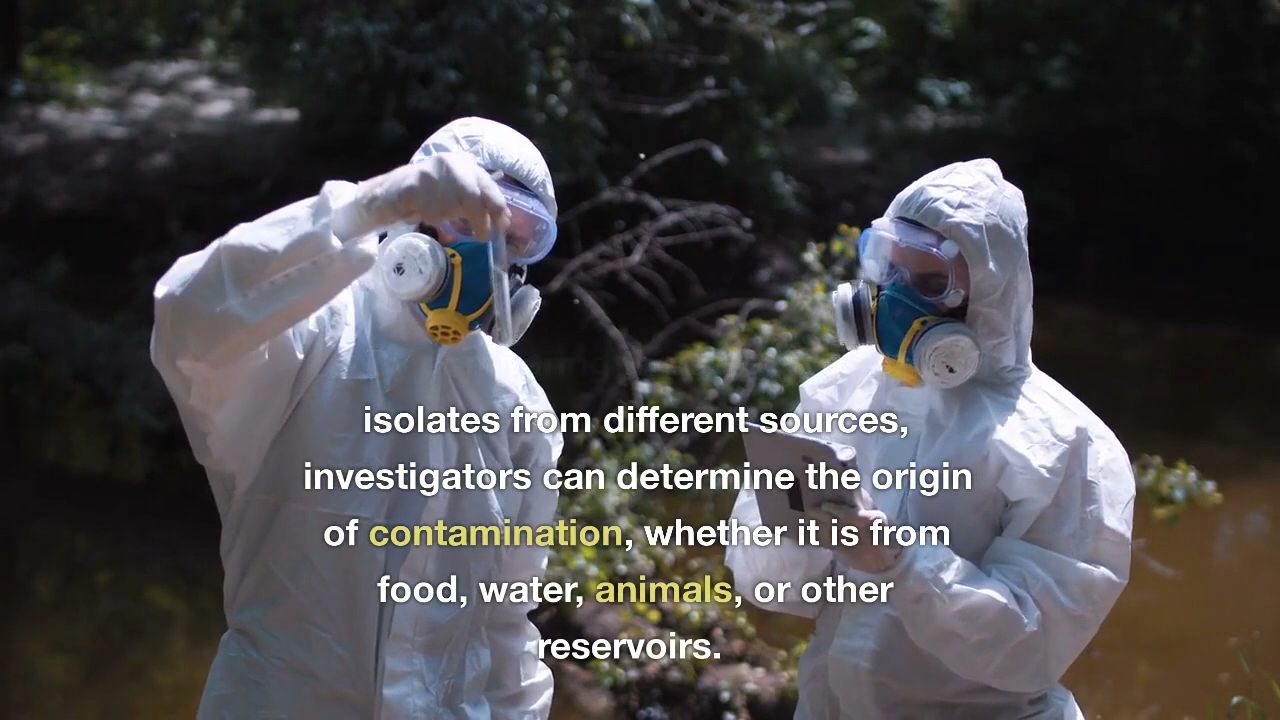 isolates from different sources,
investigators can determine the origin
of contamination, whether it is from
food, water, animals, or other
reservoirs.